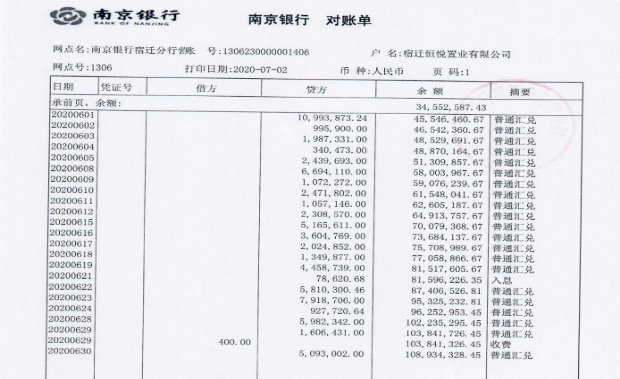 南京银行
BANK OF NANJING
南京银行 对账单
网点名:南京银行宿迁分行营账 号:1306230000001406 户 名:宿迁恒悦置业有限公司
网点号:1306 打印日期:2020-07-02 币 种:人民币 页 码:1
日期 凭证号 借方 贷方 余 额 摘要
承前页，余额: 34,552,587.43
20200601 10,993,873.24 45,546,460.67 普通汇兑
20200602 995,900.00 46,542,360.67 普通汇兑
20200603 1,987,331.00 48,529,691.67 普通汇兑
20200604 340,473.00 48,870,164.67 普通汇兑
20200605 2,439,693.00 51,309,857.67 普通汇兑
20200608 6,694,110.00 58,003,967.67 普通汇兑
20200609 1,072,272.00 59,076,239.67 普通汇兑
20200610 2,471,802.00 61,548,041.67 普通汇兑
20200611 1,057,146.00 62,605,187.67 普通汇兑
20200612 2,308,570.00 64,913,757.67 普通汇兑
20200615 5,165,611.00 70,079,368.67 普通汇兑
20200616 3,604,769.00 73,684,137.67 普通汇兑
20200617 2,024,852.00 75,708,989.67 普通汇兑
20200618 1,349,877.00 77,058,866.67 普通汇兑
20200619 4,458,739.00 81,517,605.67 普通汇兑
20200621 78,620.68 81,596,226.35 入息
20200622 5,810,300.46 87,406,526.81 普通汇兑
20200623 7,918,706.00 95,325,232.81 普通汇兑
20200624 927,720.64 96,252,953.45 普通汇兑
20200628 5,982,342.00 102,235,295.45 普通汇兑
20200629 1,606,431.00 103,841,726.45 普通汇兑
20200629 400.00 103,841,326.45 收费
20200630 5,093,002.00 108,934,328.45 普通汇兑